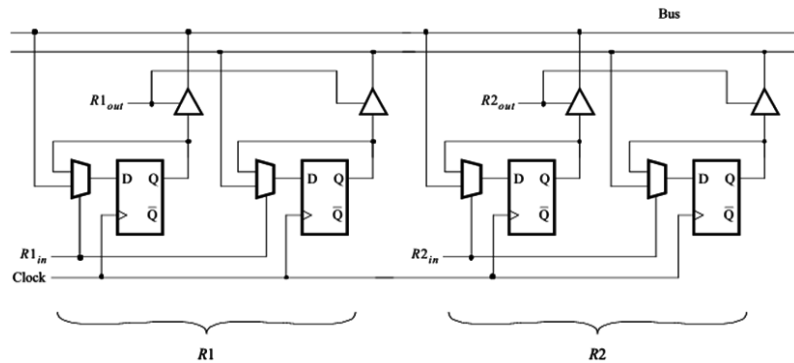 Bus
R1out
R2out
D Q
D Q
D Q
D Q
Q̅
Q̅
Q̅
Q̅
R1in
R2in
Clock
R1
R2